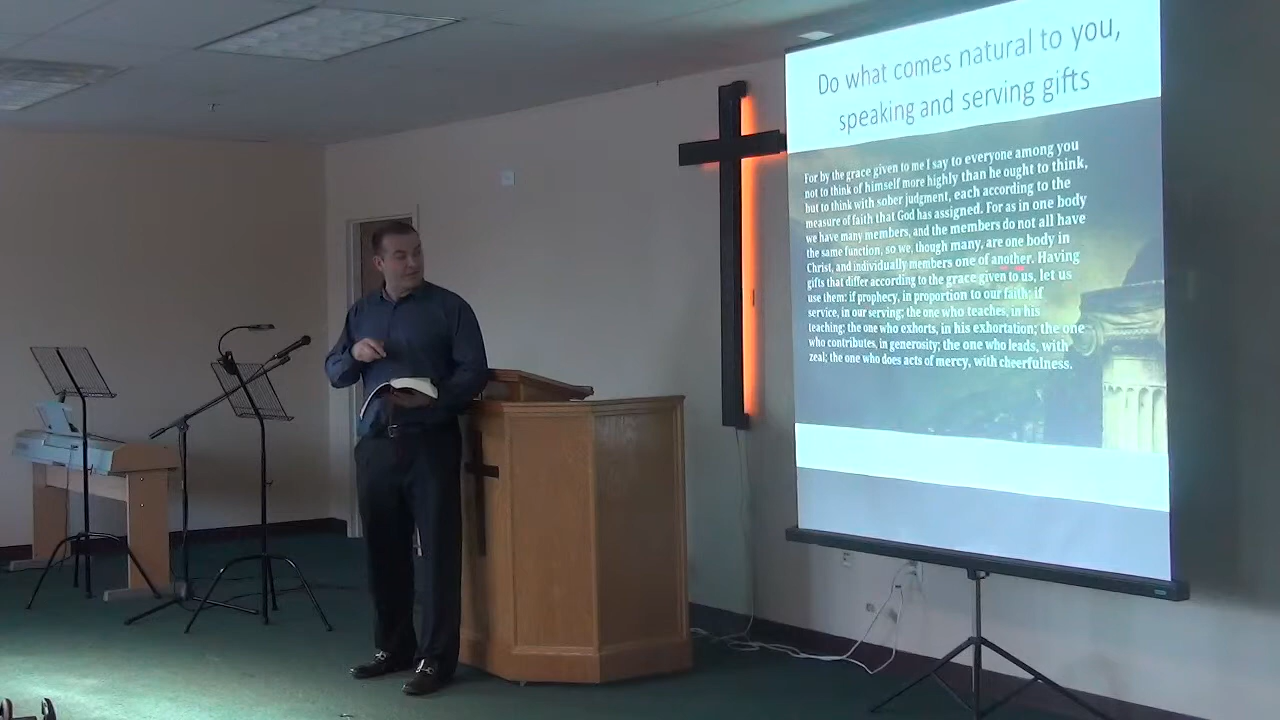 Do what comes natural to you,
speaking and serving gifts
For by the grace given to me I say to everyone among you
not to think of himself more highly than he ought to think,
but to think with sober judgment, each according to the
measure of faith that God has assigned. For as in one body
we have many members, and the members do not all have
the same function, so we, though many, are one body in
Christ, and individually members one of another. Having
gifts that differ according to the grace given to us, let us
use them: if prophecy, in proportion to our faith; if
service, in our serving; the one who teaches, in his
teaching; the one who exhorts, in his exhortation; the one
who contributes, in generosity; the one who leads, with
zeal; the one who does acts of mercy, with cheerfulness.